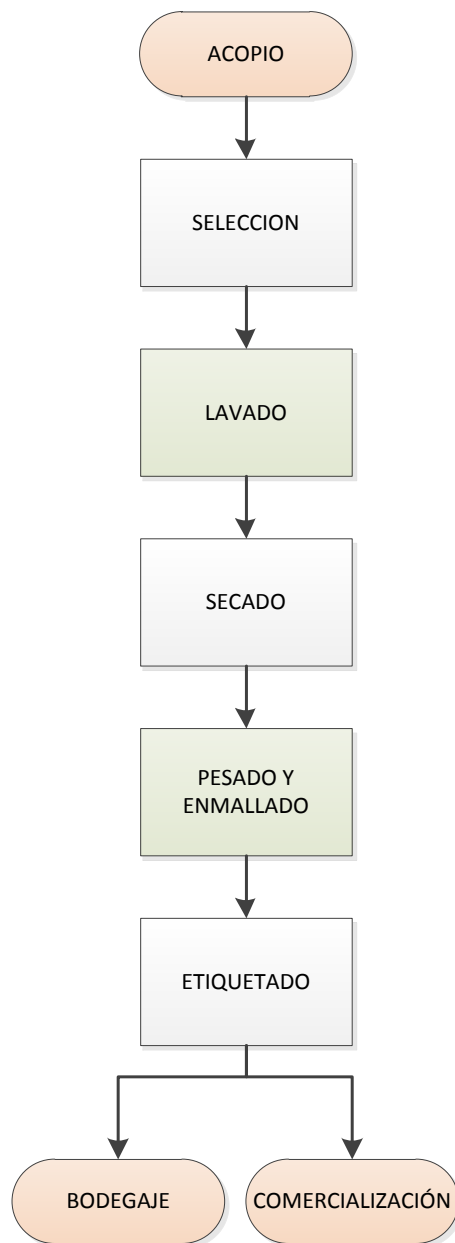 ACOPIO
SELECCION
LAVADO
SECADO
PESADO Y
ENMALLADO
ETIQUETADO
BODEGAJE
COMERCIALIZACIÓN